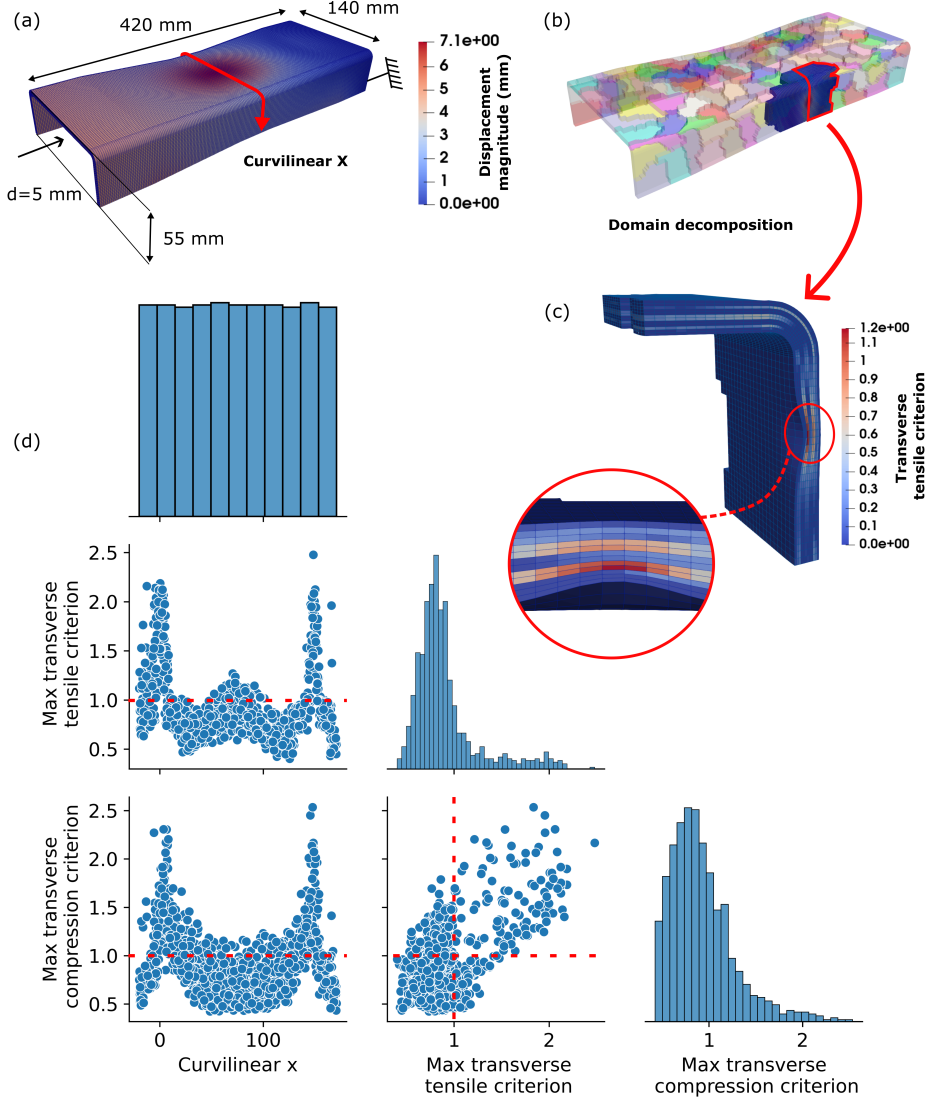 (a)
420 mm
140 mm
7.1e+00
6
5
4
3
2
1
0.0e+00
Displacement
magnitude (mm)
Curvilinear X
d=5 mm
55 mm
(b)
Domain decomposition
(c)
1.2e+00
1.1
1
0.9
0.8
0.7
0.6
0.5
0.4
0.3
0.2
0.1
0.0e+00
Transverse
tensile criterion
(d)
0
100
Max transverse
tensile criterion
2.5
2.0
1.5
1.0
0.5
1
2
Max transverse
compression criterion
2.5
2.0
1.5
1.0
0.5
0
100
Curvilinear x
1
2
Max transverse
tensile criterion
1
2
Max transverse
compression criterion